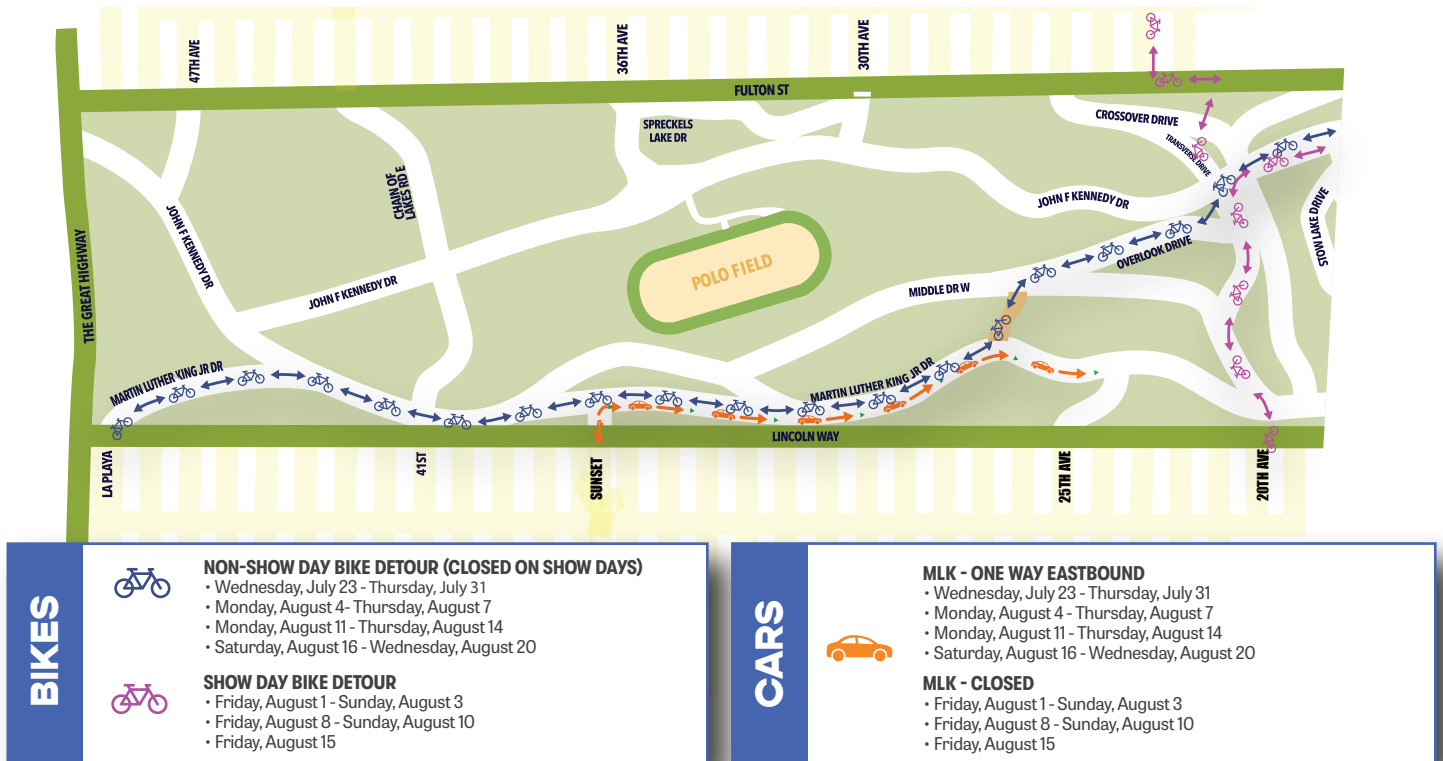 47TH AVE
36TH AVE
30TH AVE
FULTON ST
SPRECKELS
LAKE DR
CROSSOVER DRIVE
TRANSVERSE DRIVE
CHAIN OF
LAKES RD E
JOHN F KENNEDY DR
JOHN F KENNEDY DR
JOHN F KENNEDY DR
STOW LAKE DRIVE
OVERLOOK DRIVE
THE GREAT HIGHWAY
POLO FIELD
MIDDLE DR W
MARTIN LUTHER KING JR DR
MARTIN LUTHER KING JR DR
LINCOLN WAY
LA PLAYA
41ST
SUNSET
25TH AVE
20TH AVE
BIKES
NON-SHOW DAY BIKE DETOUR (CLOSED ON SHOW DAYS)
• Wednesday, July 23 - Thursday, July 31
• Monday, August 4- Thursday, August 7
• Monday, August 11 - Thursday, August 14
• Saturday, August 16 - Wednesday, August 20
SHOW DAY BIKE DETOUR
• Friday, August 1 - Sunday, August 3
• Friday, August 8 - Sunday, August 10
• Friday, August 15
CARS
MLK - ONE WAY EASTBOUND
• Wednesday, July 23 - Thursday, July 31
• Monday, August 4 - Thursday, August 7
• Monday, August 11 - Thursday, August 14
• Saturday, August 16 - Wednesday, August 20
MLK - CLOSED
• Friday, August 1 - Sunday, August 3
• Friday, August 8 - Sunday, August 10
• Friday, August 15